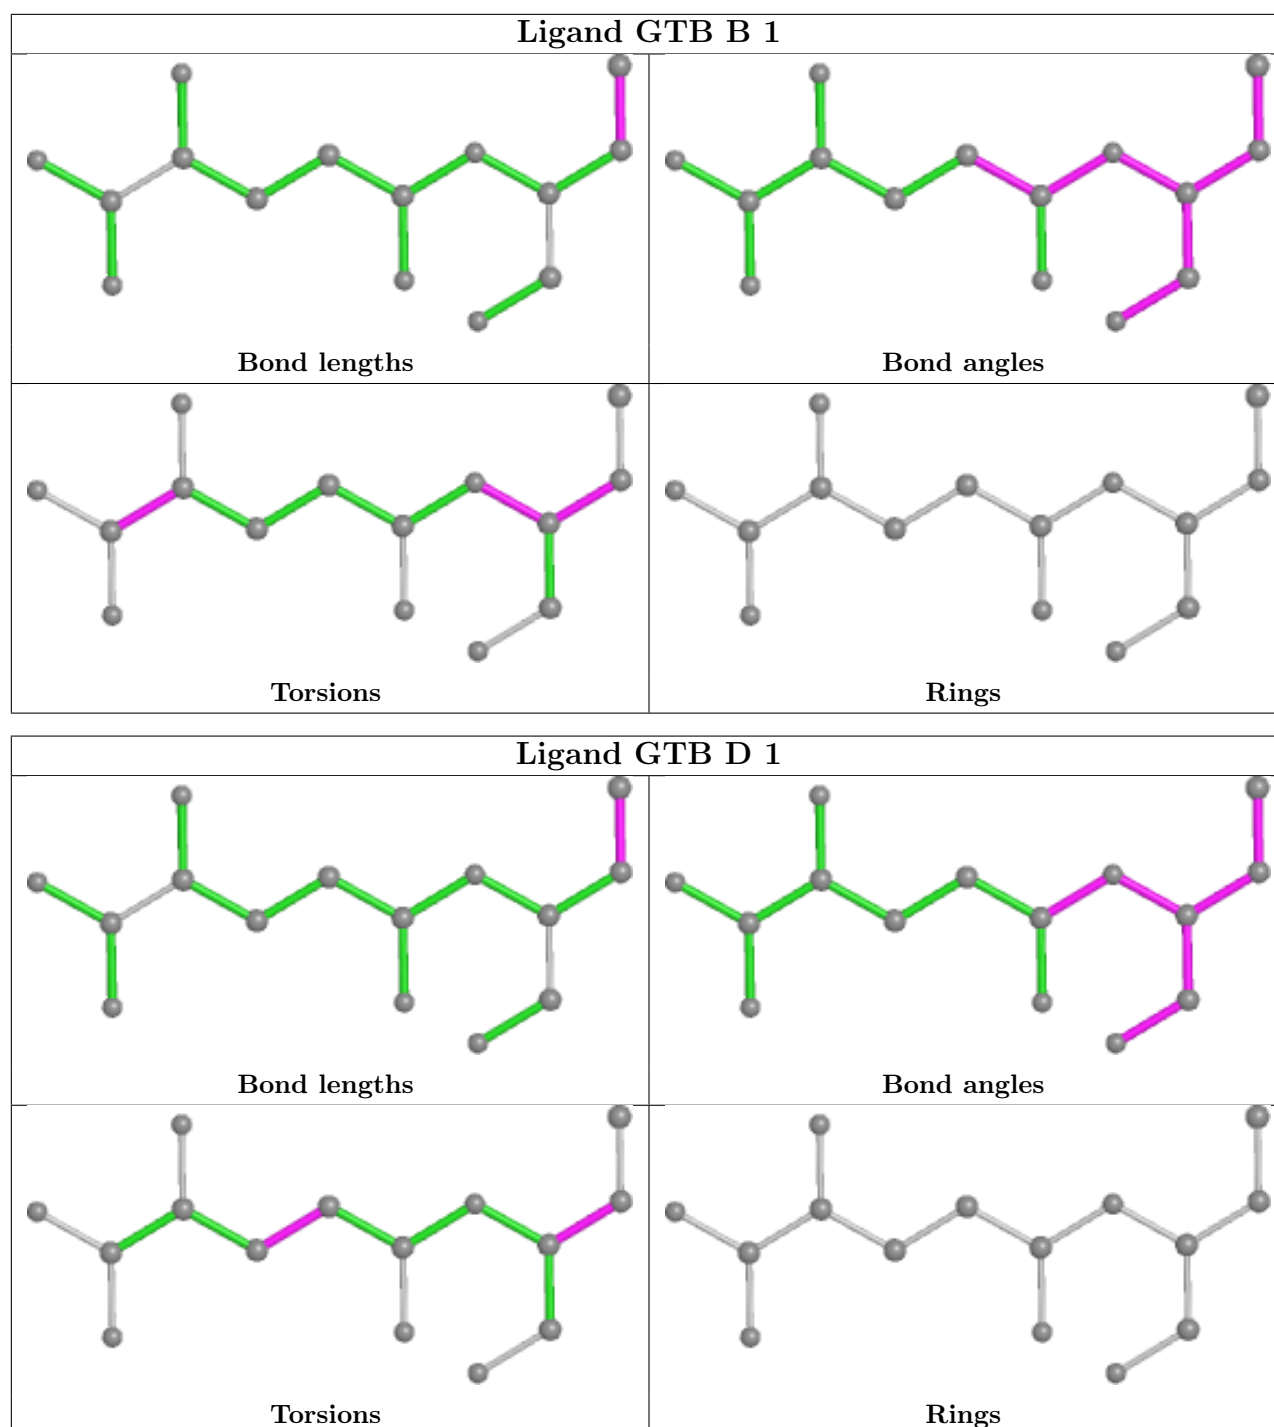 Ligand GTB B 1
Bond lengths Bond angles
Torsions Rings
Ligand GTB D 1
Bond lengths Bond angles
Torsions Rings